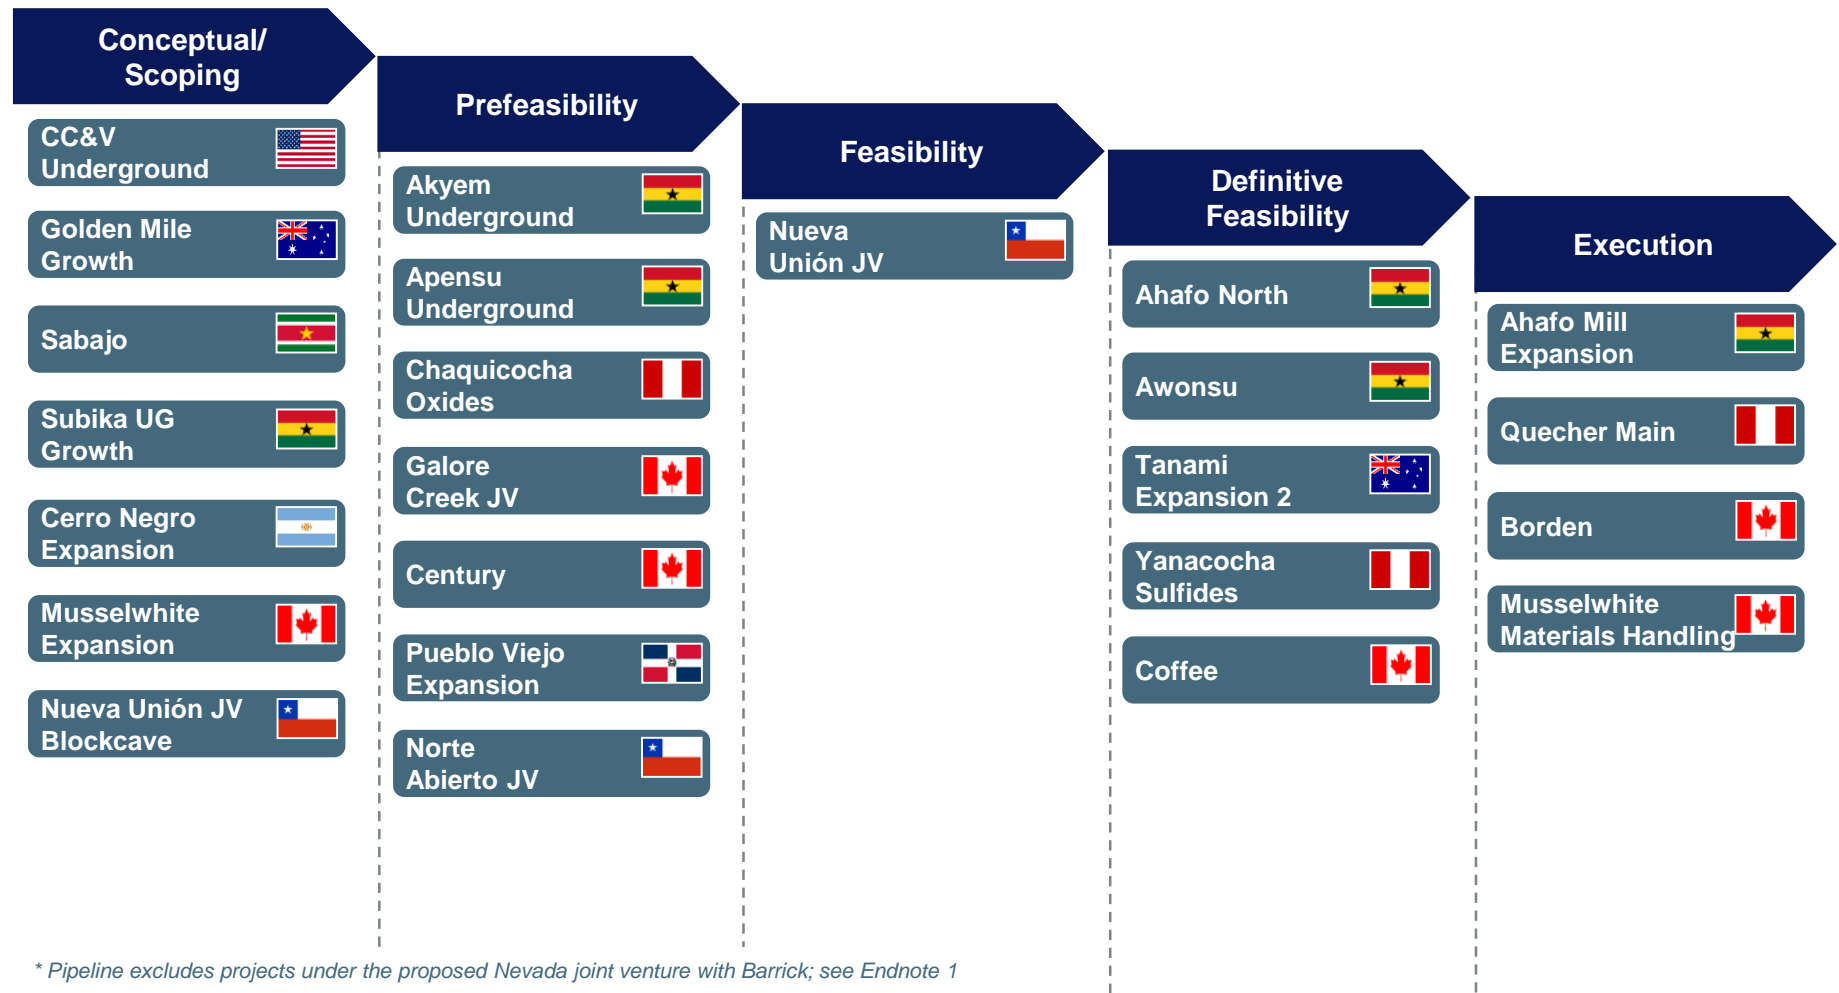 Conceptual/
Scoping
CC&V
Underground
Golden Mile
Growth
Sabajo
Subika UG
Growth
Cerro Negro
Expansion
Musselwhite
Expansion
Nueva Unión JV
Blockcave
Prefeasibility
Akyem
Underground
Apensu
Underground
Chaquicocha
Oxides
Galore
Creek JV
Century
Pueblo Viejo
Expansion
Norte
Abierto JV
Feasibility
Nueva
Unión JV
Definitive
Feasibility
Ahafo North
Awonsu
Tanami
Expansion 2
Yanacocha
Sulfides
Coffee
Execution
Ahafo Mill
Expansion
Quecher Main
Borden
Musselwhite
Materials Handling
* Pipeline excludes projects under the proposed Nevada joint venture with Barrick; see Endnote 1